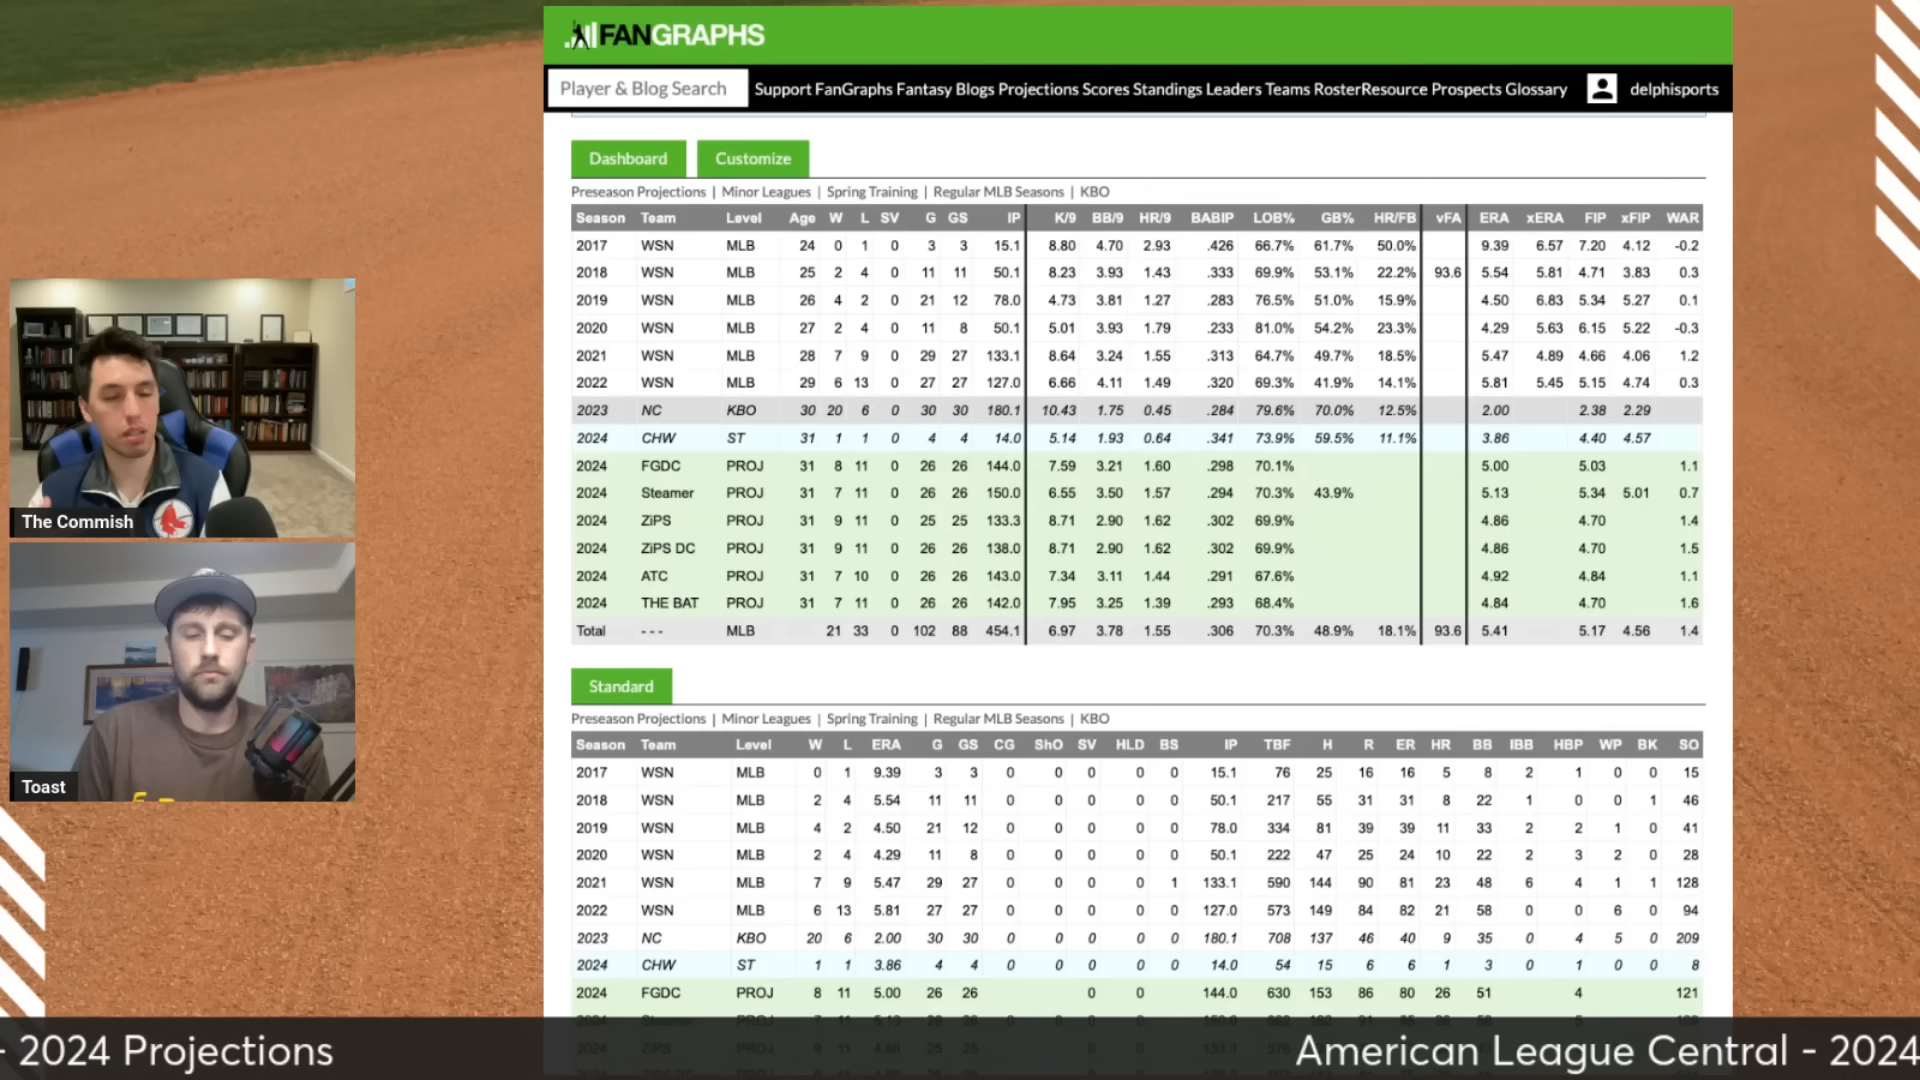 FANGRAPHS
Player & Blog Search Support FanGraphs Fantasy Blogs Projections Scores Standings Leaders Teams RosterResource Prospects Glossary delphisports
Dashboard Customize
Preseason Projections | Minor Leagues | Spring Training | Regular MLB Seasons | KBO
Season Team Level Age W L SV G GS IP K/9 BB/9 HR/9 BABIP LOB% GB% HR/FB vFA ERA xERA FIP xFIP WAR
2017 WSN MLB 24 0 1 0 3 3 15.1 8.80 4.70 2.93 .426 66.7% 61.7% 50.0% 9.39 6.57 7.20 4.12 -0.2
2018 WSN MLB 25 2 4 0 11 11 50.1 8.23 3.93 1.43 .333 69.9% 53.1% 22.2% 93.6 5.54 5.81 4.71 3.83 0.3
2019 WSN MLB 26 4 2 0 21 12 78.0 4.73 3.81 1.27 .283 76.5% 51.0% 15.9% 4.50 6.83 5.34 5.27 0.1
2020 WSN MLB 27 2 4 0 11 8 50.1 5.01 3.93 1.79 .233 81.0% 54.2% 23.3% 4.29 5.63 6.15 5.22 -0.3
2021 WSN MLB 28 7 9 0 29 27 133.1 8.64 3.24 1.55 .313 64.7% 49.7% 18.5% 5.47 4.89 4.66 4.06 1.2
2022 WSN MLB 29 6 13 0 27 27 127.0 6.66 4.11 1.49 .320 69.3% 41.9% 14.1% 5.81 5.45 5.15 4.74 0.3
2023 NC KBO 30 20 6 0 30 30 180.1 10.43 1.75 0.45 .284 79.6% 70.0% 12.5% 2.00 2.38 2.29
2024 CHW ST 31 1 1 0 4 4 14.0 5.14 1.93 0.64 .341 73.9% 59.5% 11.1% 3.86 4.40 4.57
2024 FGDC PROJ 31 8 11 0 26 26 144.0 7.59 3.21 1.60 .298 70.1% 5.00 5.03 1.1
2024 Steamer PROJ 31 7 11 0 26 26 150.0 6.55 3.50 1.57 .294 70.3% 43.9% 5.13 5.34 5.01 0.7
2024 ZiPS PROJ 31 9 11 0 25 25 133.3 8.71 2.90 1.62 .302 69.9% 4.86 4.70 1.4
2024 ZiPS DC PROJ 31 9 11 0 26 26 138.0 8.71 2.90 1.62 .302 69.9% 4.86 4.70 1.5
2024 ATC PROJ 31 7 10 0 26 26 143.0 7.34 3.11 1.44 .291 67.6% 4.92 4.84 1.1
2024 THE BAT PROJ 31 7 11 0 26 26 142.0 7.95 3.25 1.39 .293 68.4% 4.84 4.70 1.6
Total - - - MLB 21 33 0 102 88 454.1 6.97 3.78 1.55 .306 70.3% 48.9% 18.1% 93.6 5.41 5.17 4.56 1.4
Standard
Preseason Projections | Minor Leagues | Spring Training | Regular MLB Seasons | KBO
Season Team Level W L ERA G GS CG ShO SV HLD BS IP TBF H R ER HR BB IBB HBP WP BK SO
2017 WSN MLB 0 1 9.39 3 3 0 0 0 0 0 15.1 76 25 16 16 5 8 2 1 0 0 15
2018 WSN MLB 2 4 5.54 11 11 0 0 0 0 0 50.1 217 55 31 31 8 22 1 0 0 1 46
2019 WSN MLB 4 2 4.50 21 12 0 0 0 0 0 78.0 334 81 39 39 11 33 2 2 1 0 41
2020 WSN MLB 2 4 4.29 11 8 0 0 0 0 0 50.1 222 47 25 24 10 22 2 3 2 0 28
2021 WSN MLB 7 9 5.47 29 27 0 0 0 0 1 133.1 590 144 90 81 23 48 6 4 1 1 128
2022 WSN MLB 6 13 5.81 27 27 0 0 0 0 0 127.0 573 149 84 82 21 58 0 0 6 0 94
2023 NC KBO 20 6 2.00 30 30 0 0 0 0 0 180.1 708 137 46 40 9 35 0 4 5 0 209
2024 CHW ST 1 1 3.86 4 4 0 0 0 0 0 14.0 54 15 6 6 1 3 0 1 0 0 8
2024 FGDC PROJ 8 11 5.00 26 26 0 0 144.0 630 153 86 80 26 51 4 121
The Commish
Toast
- 2024 Projections
American League Central - 2024